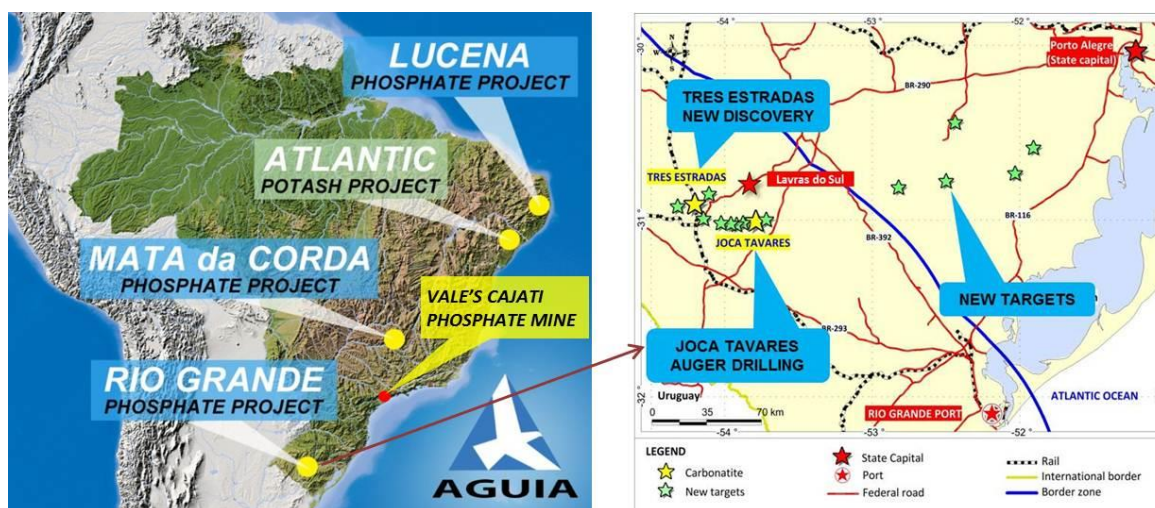 LUCENA
PHOSPHATE PROJECT
ATLANTIC
POTASH PROJECT
MATA da CORDA
PHOSPHATE PROJECT
VALE'S CAJATI
PHOSPHATE MINE
RIO GRANDE
PHOSPHATE PROJECT
AGUIA
-54
-53
-52
-30
-31
-32
N
Porto Alegre
(State capital)
BR-290
TRES ESTRADAS
NEW DISCOVERY
TRES ESTRADAS
Lavras do Sul
JOCA TAVARES
BR-116
BR-392
NEW TARGETS
BR-293
JOCA TAVARES
AUGER DRILLING
Uruguay
0 35 70 km
RIO GRANDE PORT
ATLANTIC OCEAN
-54
-53
-52
LEGEND
Carbonatite
New targets
State Capital
Port
Federal road
Rail
International border
Border zone